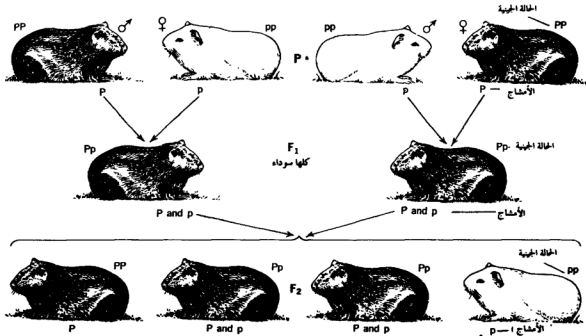 الحالة الجينية
PP ♂ ♀ pp P pp ♂ ♀ PP
P p p P — الأمشاج
Pp F₁ Pp - الحالة الجينية
كلها سوداء
P and p P and p — الأمشاج
الحالة الجينية
PP Pp Pp pp
F₂
P P and p P and p p — الأمشاج